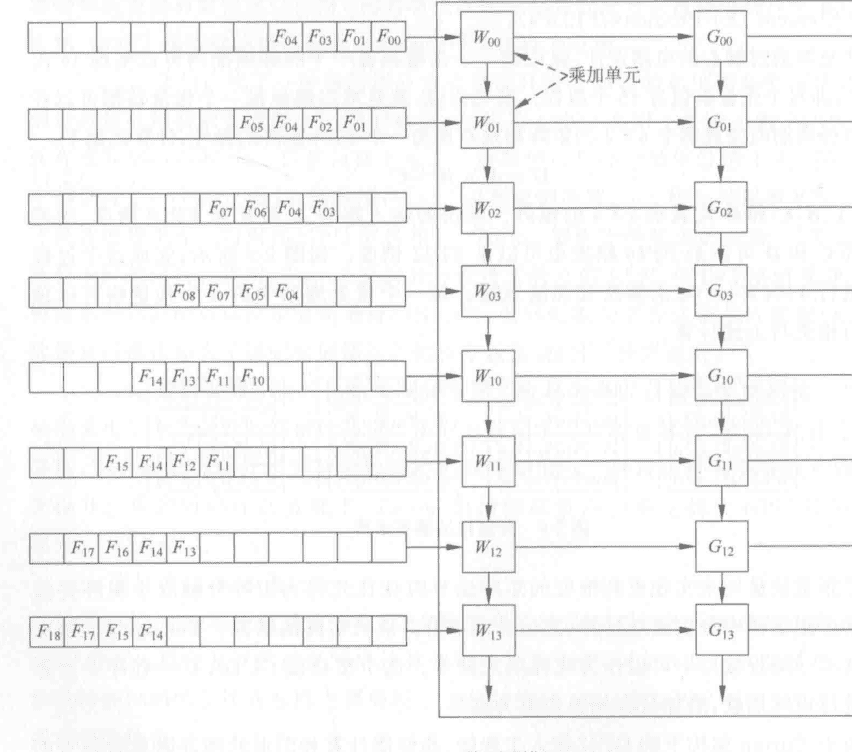 F₀₄ F₀₃ F₀₁ F₀₀ W₀₀ G₀₀
乘加单元
F₀₅ F₀₄ F₀₂ F₀₁ W₀₁ G₀₁
F₀₇ F₀₆ F₀₄ F₀₃ W₀₂ G₀₂
F₀₈ F₀₇ F₀₅ F₀₄ W₀₃ G₀₃
F₁₄ F₁₃ F₁₁ F₁₀ W₁₀ G₁₀
F₁₅ F₁₄ F₁₂ F₁₁ W₁₁ G₁₁
F₁₇ F₁₆ F₁₄ F₁₃ W₁₂ G₁₂
F₁₈ F₁₇ F₁₅ F₁₄ W₁₃ G₁₃